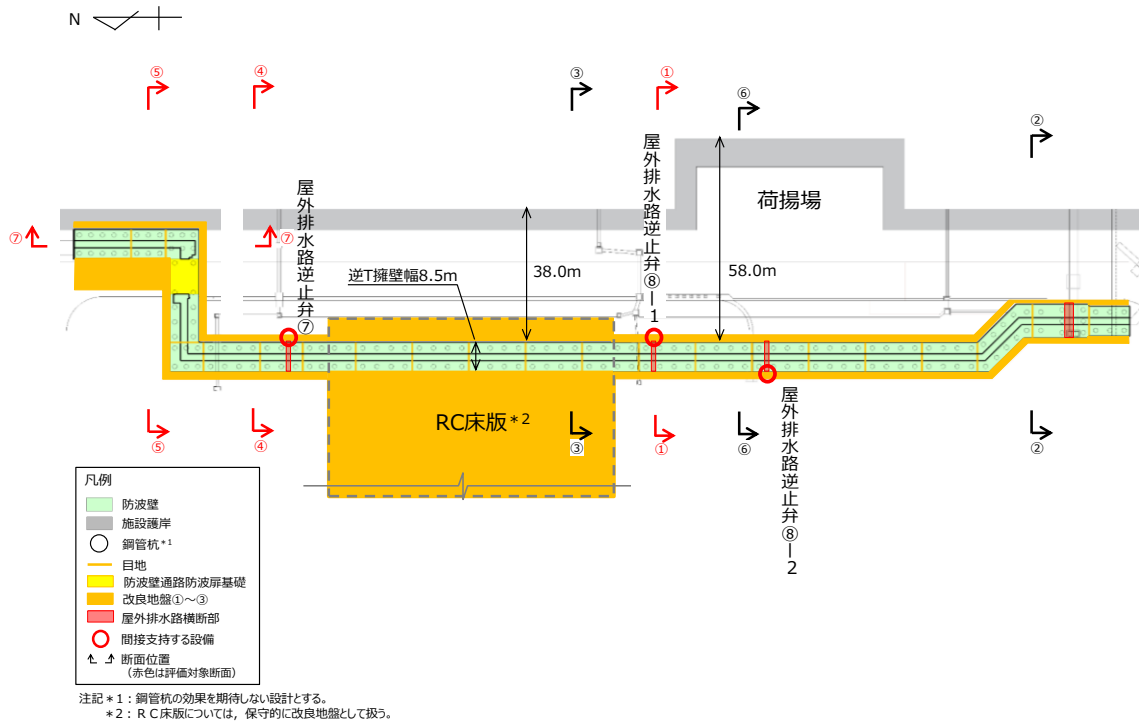 N
⑤
④
③
①
⑥
②
屋外排水路逆止弁⑧－1
荷揚場
屋外排水路逆止弁⑦
⑦
⑦
38.0m
58.0m
逆T擁壁幅8.5m
RC床版*2
⑤
④
③
①
⑥
②
屋外排水路逆止弁⑧－2
凡例
防波壁
施設護岸
鋼管杭*1
目地
防波壁通路防波扉基礎
改良地盤①～③
屋外排水路横断部
間接支持する設備
断面位置
（赤色は評価対象断面）
注記*1：鋼管杭の効果を期待しない設計とする。
*2：ＲＣ床版については，保守的に改良地盤として扱う。